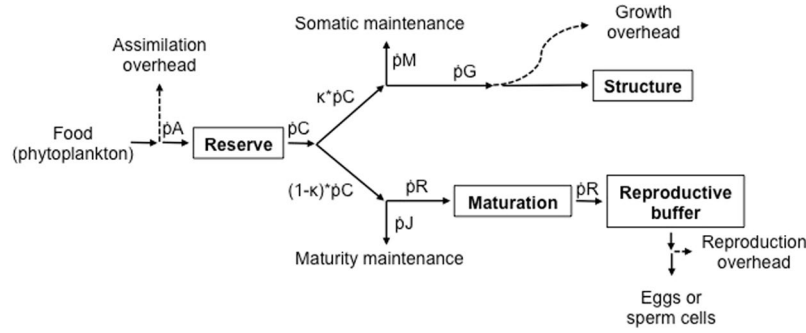 Growth
overhead
Somatic maintenance
Assimilation
overhead
ṗM
ṗG
Structure
κ*ṗC
ṗA
ṗC
Food
(phytoplankton)
Reserve
(1-κ)*ṗC
ṗR
Maturation
ṗR
Reproductive
buffer
ṗJ
Maturity maintenance
Reproduction
overhead
Eggs or
sperm cells